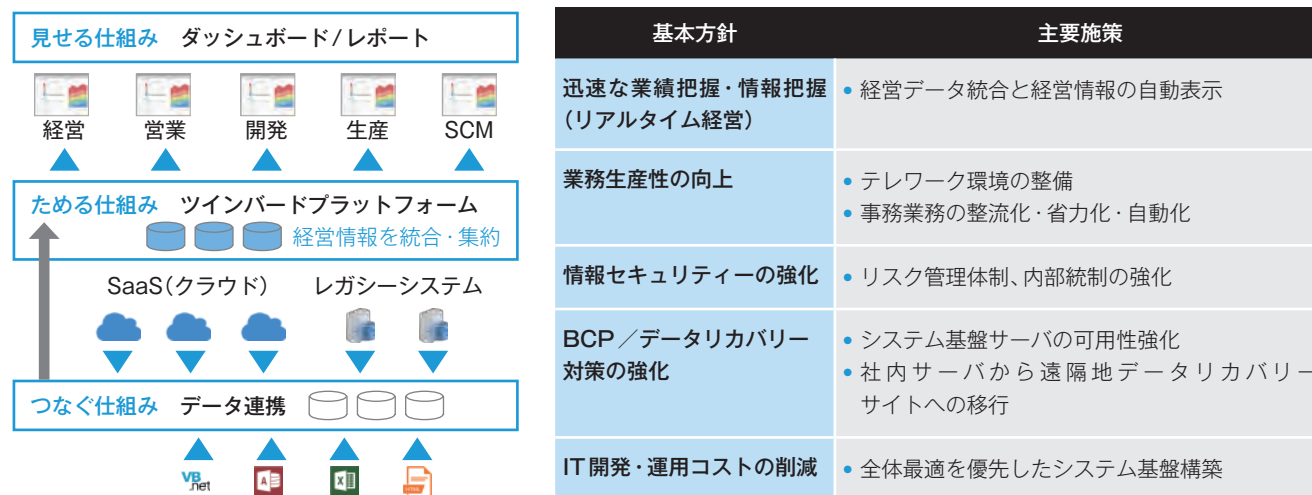 見せる仕組み ダッシュボード/レポート
経営 営業 開発 生産 SCM
ためる仕組み ツインバードプラットフォーム
経営情報を統合・集約
SaaS(クラウド) レガシーシステム
つなぐ仕組み データ連携
VB.net A X HTML
基本方針 主要施策
迅速な業績把握・情報把握
(リアルタイム経営)
• 経営データ統合と経営情報の自動表示
業務生産性の向上
• テレワーク環境の整備
• 事務業務の整流化・省力化・自動化
情報セキュリティーの強化
• リスク管理体制、内部統制の強化
BCP／データリカバリー
対策の強化
• システム基盤サーバの可用性強化
• 社内サーバから遠隔地データリカバリー
サイトへの移行
IT開発・運用コストの削減
• 全体最適を優先したシステム基盤構築